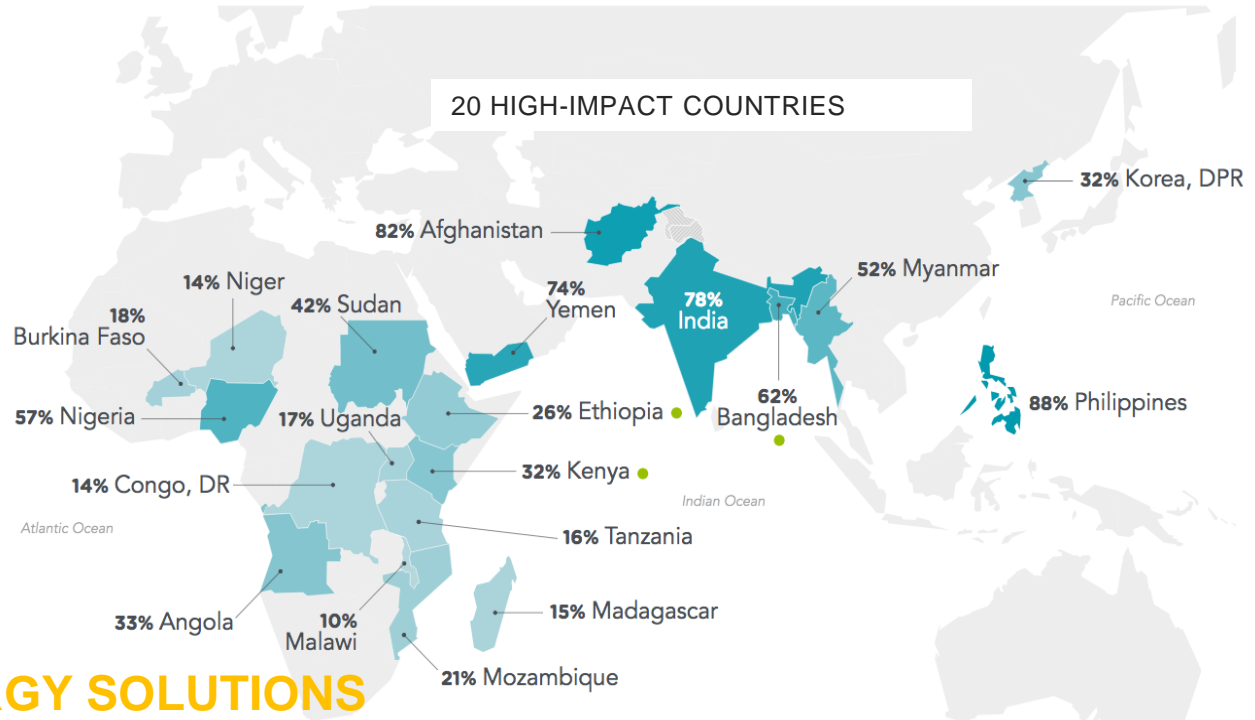 20 HIGH-IMPACT COUNTRIES
32% Korea, DPR
82% Afghanistan
52% Myanmar
14% Niger
74%
Yemen
42% Sudan
78%
India
Pacific Ocean
18%
Burkina Faso
62%
Bangladesh
88% Philippines
57% Nigeria
17% Uganda
26% Ethiopia
32% Kenya
14% Congo, DR
Indian Ocean
Atlantic Ocean
16% Tanzania
33% Angola
10%
Malawi
15% Madagascar
21% Mozambique
RGY SOLUTIONS